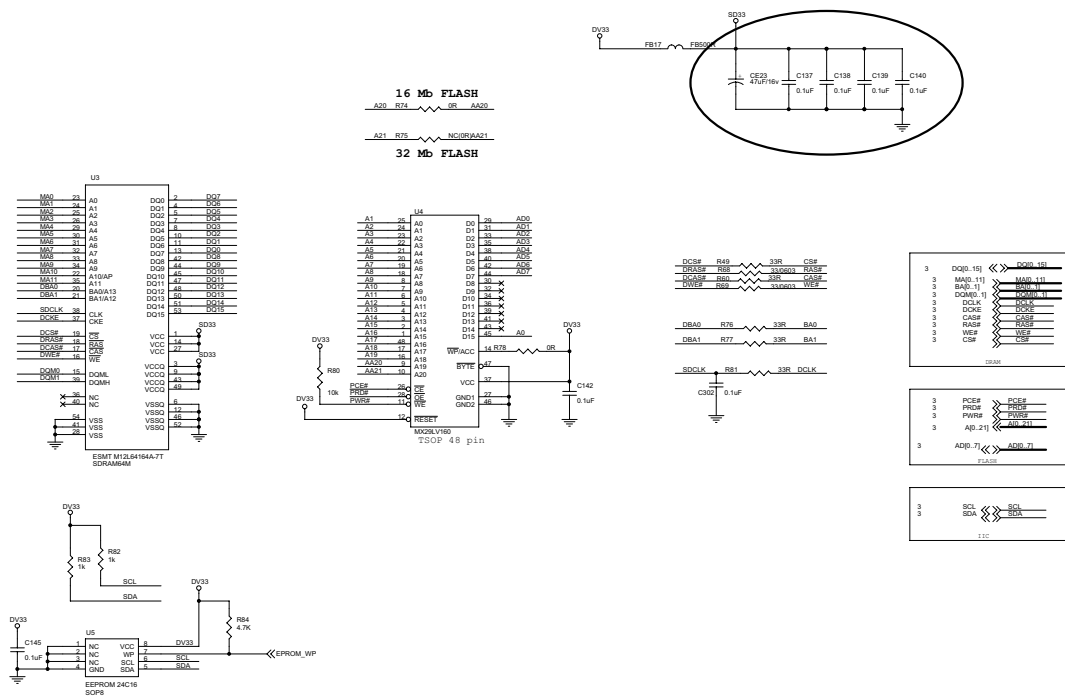 SD33
DV33
FB17 FB500R
CE23
47uF/16v
C137
0.1uF
C138
0.1uF
C139
0.1uF
C140
0.1uF
16 Mb FLASH
A20 R74 0R AA20
A21 R75 NC(0R) AA21
32 Mb FLASH
U3
MA0 23 A0 DQ0 2 DQ7
MA1 24 A1 DQ1 4 DQ6
MA2 25 A2 DQ2 5 DQ5
MA3 26 A3 DQ3 7 DQ4
MA4 29 A4 DQ4 8 DQ3
MA5 30 A5 DQ5 10 DQ2
MA6 31 A6 DQ6 11 DQ1
MA7 32 A7 DQ7 13 DQ0
MA8 33 A8 DQ8 42 DQ8
MA9 34 A9 DQ9 44 DQ9
MA10 22 A10/AP DQ10 45 DQ10
MA11 35 A11 DQ11 47 DQ11
DBA0 20 BA0/A13 DQ12 48 DQ12
DBA1 21 BA1/A12 DQ13 50 DQ13
DQ14 51 DQ14
DQ15 53 DQ15
SDCLK 38 CLK
DCKE 37 CKE
SD33
DCS# 19 CS VCC 1
DRAS# 18 RAS VCC 14
DCAS# 17 CAS VCC 27
DWE# 16 WE
SD33
VCCQ 3
DQM0 15 DQML VCCQ 9
DQM1 39 DQMH VCCQ 43
VCCQ 49
36 NC
40 NC
VSSQ 6
VSSQ 12
VSSQ 46
VSSQ 52
54 VSS
41 VSS
28 VSS
ESMT M12L64164A-7T
SDRAM64M
U4
A1 25 A0 D0 29 AD0
A2 24 A1 D1 31 AD1
A3 23 A2 D2 33 AD2
A4 22 A3 D3 35 AD3
A5 21 A4 D4 38 AD4
A6 20 A5 D5 40 AD5
A7 19 A6 D6 42 AD6
A8 18 A7 D7 44 AD7
A9 8 A8 D8 30
A10 7 A9 D9 32
A11 6 A10 D10 34
A12 5 A11 D11 36
A13 4 A12 D12 39
A14 3 A13 D13 41
A15 2 A14 D14 43
A16 1 A15 D15 45 A0
A17 48 A16
A18 17 A17 WP/ACC 14 R78 0R
A19 16 A18
AA20 9 A19 BYTE 47
AA21 10 A20
DV33
R80
10k
PCE# 26 CE VCC 37
PRD# 28 OE
PWR# 11 WE GND1 27
GND2 46
DV33
12 RESET
MX29LV160
TSOP 48 pin
DV33
C142
0.1uF
DCS# R49 33R CS#
DRAS# R68 33/0603 RAS#
DCAS# R60 33R CAS#
DWE# R69 33/0603 WE#
DBA0 R76 33R BA0
DBA1 R77 33R BA1
SDCLK R81 33R DCLK
C302 0.1uF
3 DQ[0..15] DQ[0..15]
3 MA[0..11] MA[0..11]
3 BA[0..1] BA[0..1]
3 DQM[0..1] DQM[0..1]
3 DCLK DCLK
3 DCKE DCKE
3 CAS# CAS#
3 RAS# RAS#
3 WE# WE#
3 CS# CS#
DRAM
3 PCE# PCE#
3 PRD# PRD#
3 PWR# PWR#
3 A[0..21] A[0..21]
3 AD[0..7] AD[0..7]
FLASH
3 SCL SCL
3 SDA SDA
IIC
DV33
R83
1k
R82
1k
SCL
SDA
DV33
R84
4.7K
DV33
C145
0.1uF
U5
1 NC VCC 8 DV33
2 NC WP 7 EPROM_WP
3 NC SCL 6 SCL
4 GND SDA 5 SDA
EEPROM 24C16
SOP8